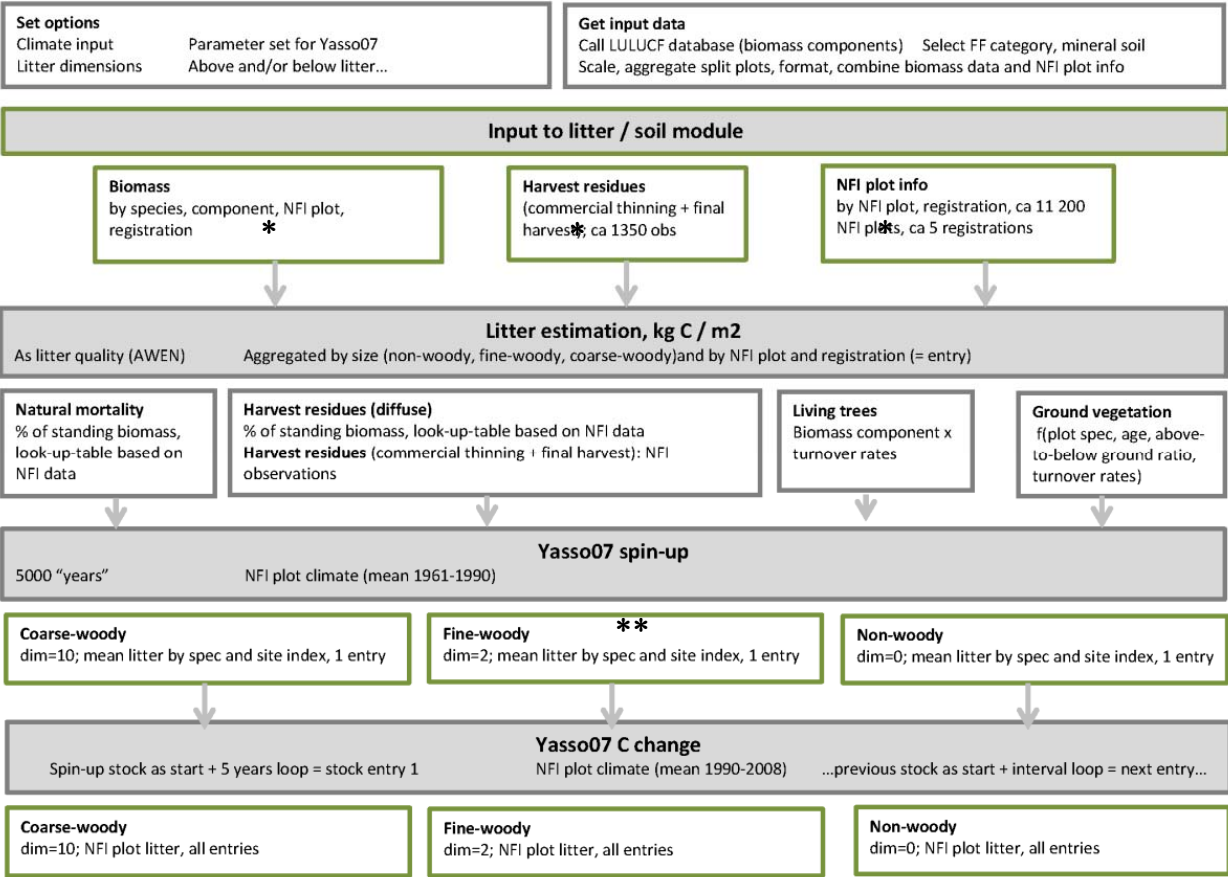 Set options
Climate input Parameter set for Yasso07
Litter dimensions Above and/or below litter...
Get input data
Call LULUCF database (biomass components) Select FF category, mineral soil
Scale, aggregate split plots, format, combine biomass data and NFI plot info
Input to litter / soil module
Biomass
by species, component, NFI plot,
registration *
Harvest residues
(commercial thinning + final
harvest); ca 1350 obs
*
NFI plot info
by NFI plot, registration, ca 11 200
NFI plots, ca 5 registrations
*
Litter estimation, kg C / m2
As litter quality (AWEN) Aggregated by size (non-woody, fine-woody, coarse-woody)and by NFI plot and registration (= entry)
Natural mortality
% of standing biomass,
look-up-table based on
NFI data
Harvest residues (diffuse)
% of standing biomass, look-up-table based on NFI data
Harvest residues (commercial thinning + final harvest): NFI
observations
Living trees
Biomass component x
turnover rates
Ground vegetation
f(plot spec, age, above-
to-below ground ratio,
turnover rates)
Yasso07 spin-up
5000 “years” NFI plot climate (mean 1961-1990)
Coarse-woody
dim=10; mean litter by spec and site index, 1 entry
Fine-woody **
dim=2; mean litter by spec and site index, 1 entry
Non-woody
dim=0; mean litter by spec and site index, 1 entry
Yasso07 C change
Spin-up stock as start + 5 years loop = stock entry 1 NFI plot climate (mean 1990-2008) ...previous stock as start + interval loop = next entry...
Coarse-woody
dim=10; NFI plot litter, all entries
Fine-woody
dim=2; NFI plot litter, all entries
Non-woody
dim=0; NFI plot litter, all entries